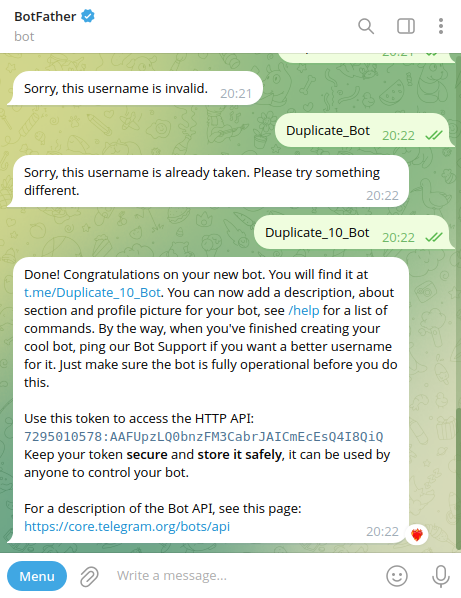 BotFather
bot
Sorry, this username is invalid. 20:21
Duplicate_Bot 20:22
Sorry, this username is already taken. Please try something
different.
20:22
Duplicate_10_Bot 20:22
Done! Congratulations on your new bot. You will find it at
t.me/Duplicate_10_Bot. You can now add a description, about
section and profile picture for your bot, see /help for a list of
commands. By the way, when you've finished creating your
cool bot, ping our Bot Support if you want a better username
for it. Just make sure the bot is fully operational before you do
this.
Use this token to access the HTTP API:
7295010578:AAFUpzLQ0bnzFM3CabrJAICmEcEsQ4I8QiQ
Keep your token secure and store it safely, it can be used by
anyone to control your bot.
For a description of the Bot API, see this page:
https://core.telegram.org/bots/api
20:22
Menu
Write a message...